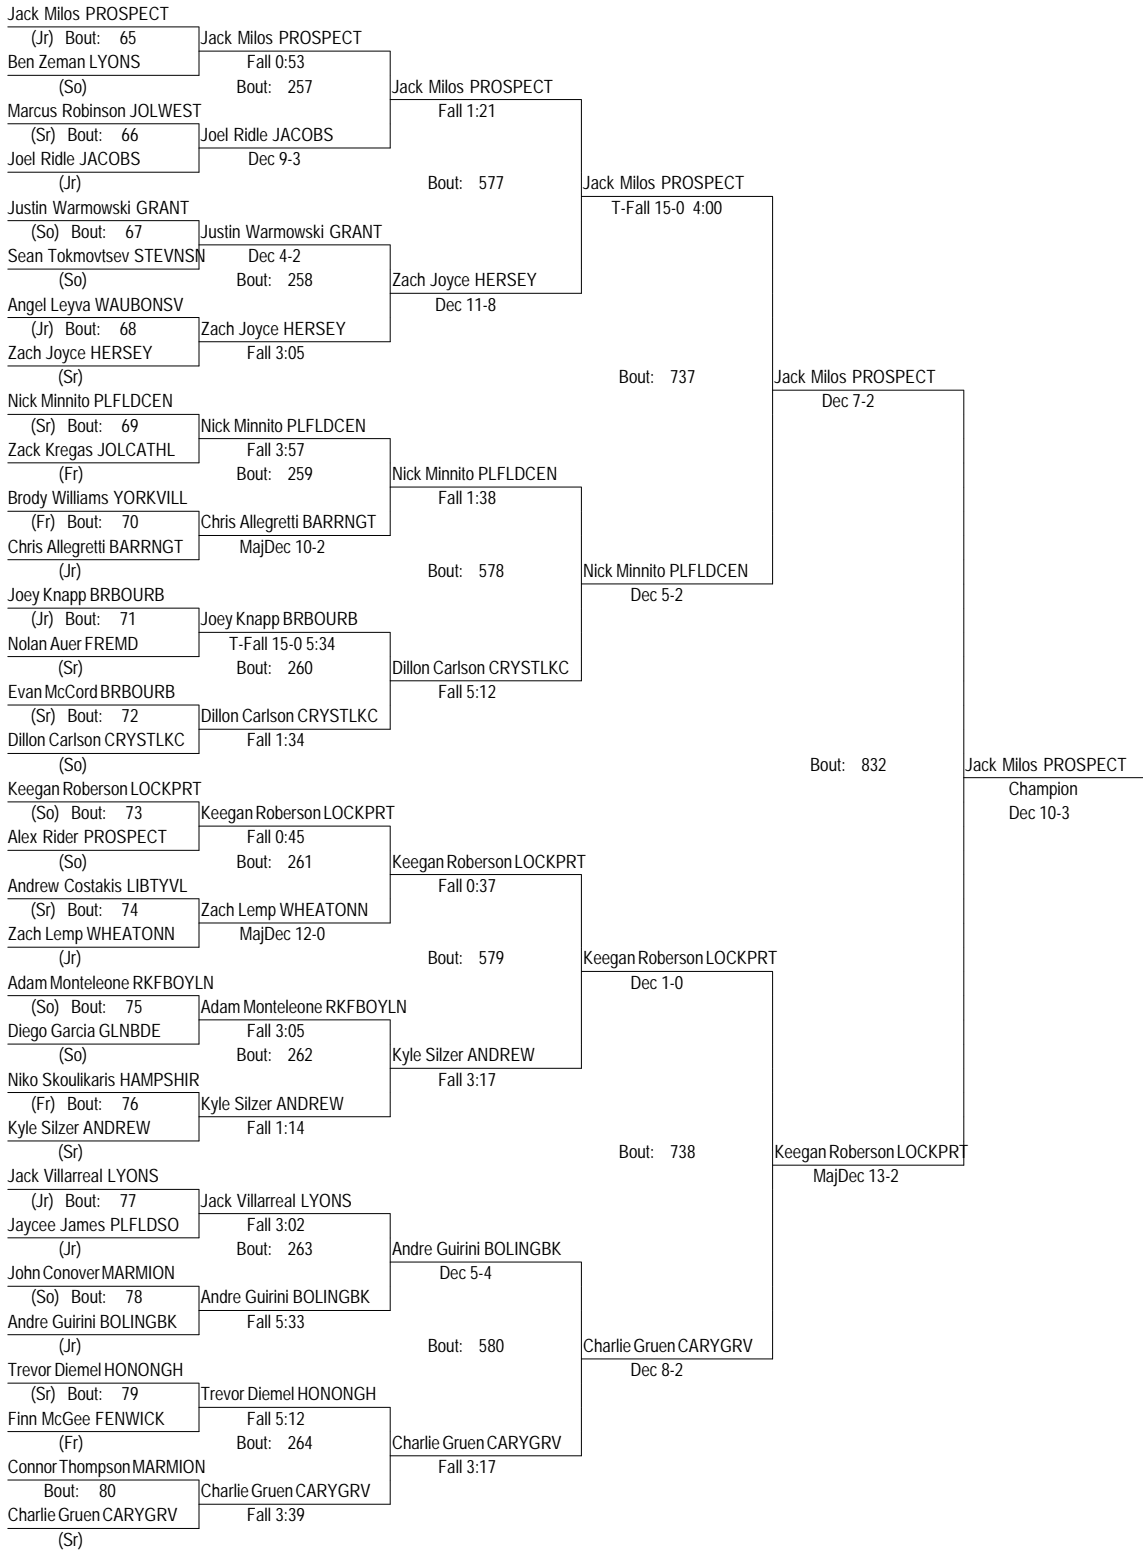 Jack Milos PROSPECT
(Jr) Bout: 65 Jack Milos PROSPECT
Ben Zeman LYONS Fall 0:53
(So) Bout: 257 Jack Milos PROSPECT
Marcus Robinson JOLWEST Fall 1:21
(Sr) Bout: 66 Joel Ridle JACOBS
Joel Ridle JACOBS Dec 9-3
(Jr) Bout: 577 Jack Milos PROSPECT
Justin Warmowski GRANT T-Fall 15-0 4:00
(So) Bout: 67 Justin Warmowski GRANT
Sean Tokmovtsev STEVNSN Dec 4-2
(So) Bout: 258 Zach Joyce HERSEY
Angel Leyva WAUBONSV Dec 11-8
(Jr) Bout: 68 Zach Joyce HERSEY
Zach Joyce HERSEY Fall 3:05
(Sr) Bout: 737 Jack Milos PROSPECT
Nick Minnito PLFLDCEN Dec 7-2
(Sr) Bout: 69 Nick Minnito PLFLDCEN
Zack Kregas JOLCATHL Fall 3:57
(Fr) Bout: 259 Nick Minnito PLFLDCEN
Brody Williams YORKVILL Fall 1:38
(Fr) Bout: 70 Chris Allegretti BARRNGT
Chris Allegretti BARRNGT MajDec 10-2
(Jr) Bout: 578 Nick Minnito PLFLDCEN
Joey Knapp BRBOURB Dec 5-2
(Jr) Bout: 71 Joey Knapp BRBOURB
Nolan Auer FREMD T-Fall 15-0 5:34
(Sr) Bout: 260 Dillon Carlson CRYSTLKC
Evan McCord BRBOURB Fall 5:12
(Sr) Bout: 72 Dillon Carlson CRYSTLKC
Dillon Carlson CRYSTLKC Fall 1:34
(So) Bout: 832 Jack Milos PROSPECT
Keegan Roberson LOCKPRT Champion
(So) Bout: 73 Keegan Roberson LOCKPRT Dec 10-3
Alex Rider PROSPECT Fall 0:45
(So) Bout: 261 Keegan Roberson LOCKPRT
Andrew Costakis LIBTYVL Fall 0:37
(Sr) Bout: 74 Zach Lemp WHEATONN
Zach Lemp WHEATONN MajDec 12-0
(Jr) Bout: 579 Keegan Roberson LOCKPRT
Adam Monteleone RKFBOYLN Dec 1-0
(So) Bout: 75 Adam Monteleone RKFBOYLN
Diego Garcia GLNBDE Fall 3:05
(So) Bout: 262 Kyle Silzer ANDREW
Niko Skoulikaris HAMPSHIR Fall 3:17
(Fr) Bout: 76 Kyle Silzer ANDREW
Kyle Silzer ANDREW Fall 1:14
(Sr) Bout: 738 Keegan Roberson LOCKPRT
Jack Villarreal LYONS MajDec 13-2
(Jr) Bout: 77 Jack Villarreal LYONS
Jaycee James PLFLDSO Fall 3:02
(Jr) Bout: 263 Andre Guirini BOLINGBK
John Conover MARMION Dec 5-4
(So) Bout: 78 Andre Guirini BOLINGBK
Andre Guirini BOLINGBK Fall 5:33
(Jr) Bout: 580 Charlie Gruen CARYGRV
Trevor Diemel HONONGH Dec 8-2
(Sr) Bout: 79 Trevor Diemel HONONGH
Finn McGee FENWICK Fall 5:12
(Fr) Bout: 264 Charlie Gruen CARYGRV
Connor Thompson MARMION Fall 3:17
Bout: 80 Charlie Gruen CARYGRV
Charlie Gruen CARYGRV Fall 3:39
(Sr)